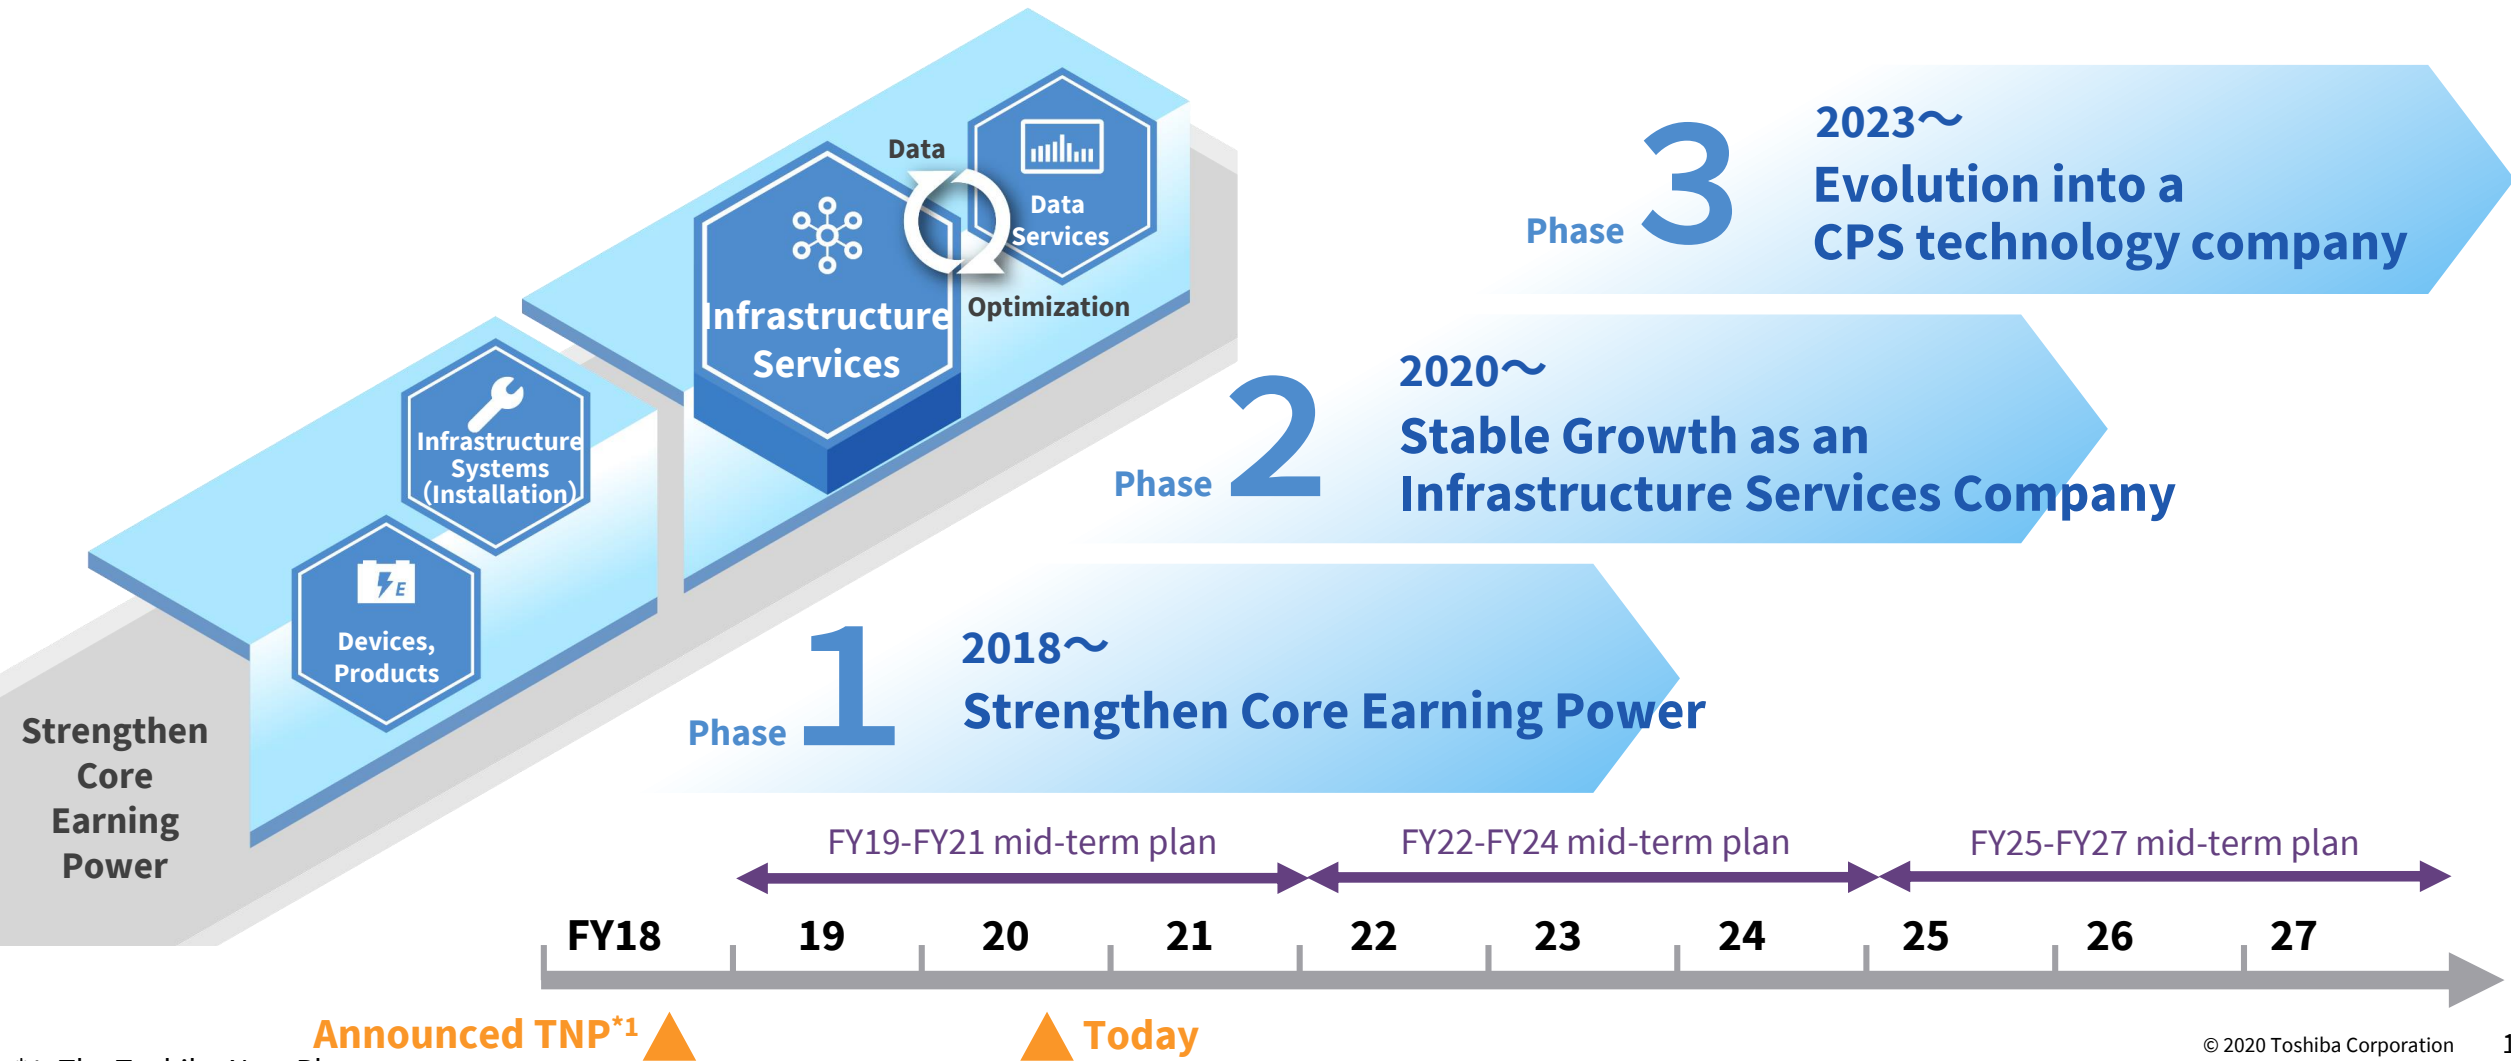 Data
Data
Services
Infrastructure
Services
Optimization
Infrastructure
Systems
(Installation)
E
Devices,
Products
Strengthen
Core
Earning
Power
Phase 3
2023～
Evolution into a
CPS technology company
Phase 2
2020～
Stable Growth as an
Infrastructure Services Company
Phase 1
2018～
Strengthen Core Earning Power
FY19-FY21 mid-term plan
FY22-FY24 mid-term plan
FY25-FY27 mid-term plan
FY18 19 20 21 22 23 24 25 26 27
Announced TNP*1
Today
© 2020 Toshiba Corporation